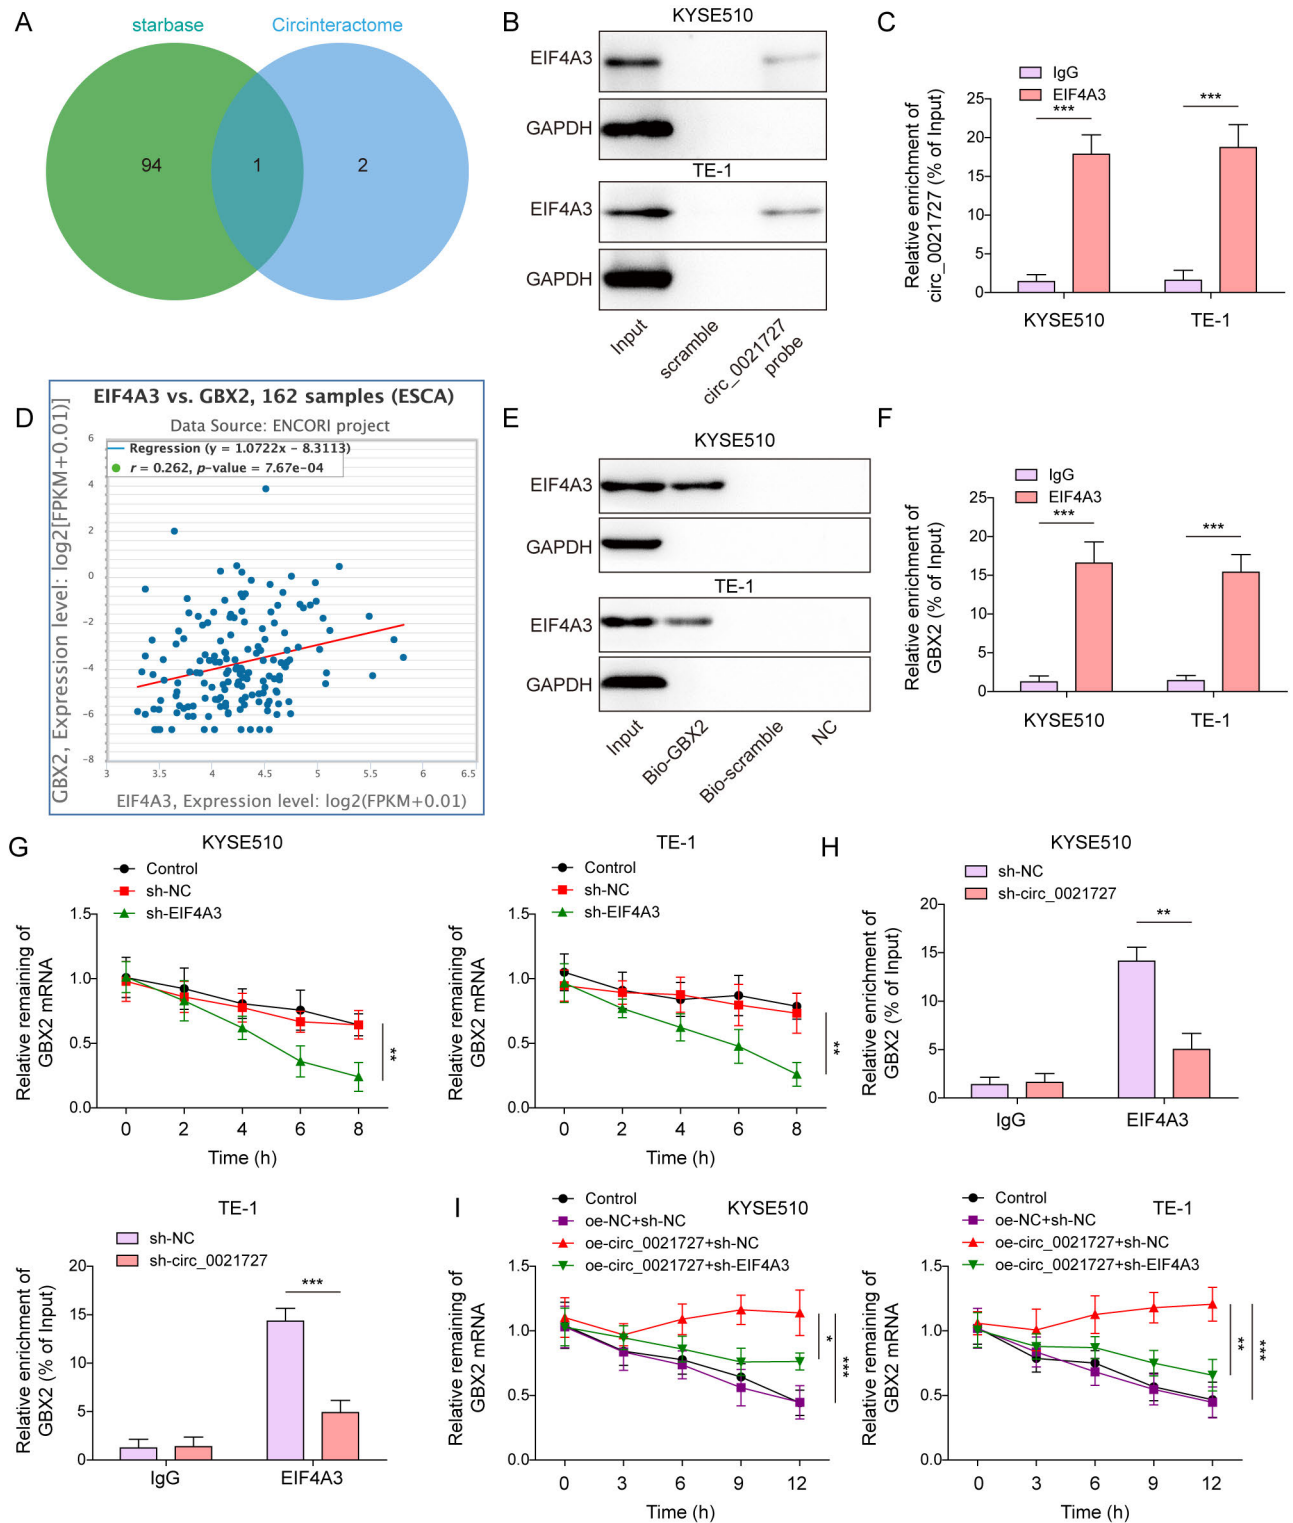 A
starbase
Circinteractome
94
1
2
B
KYSE510
EIF4A3
GAPDH
TE-1
EIF4A3
GAPDH
Input
scramble
circ_0021727
probe
C
IgG
EIF4A3
Relative enrichment of
circ_0021727 (% of Input)
25
20
15
10
5
0
***
***
KYSE510
TE-1
D
EIF4A3 vs. GBX2, 162 samples (ESCA)
Data Source: ENCORI project
Regression (y = 1.0722x - 8.3113)
r = 0.262, p-value = 7.67e-04
GBX2, Expression level: log2[FPKM+0.01)]
6
4
2
0
-2
-4
-6
-8
3
3.5
4
4.5
5
5.5
6
6.5
EIF4A3, Expression level: log2(FPKM+0.01)
E
KYSE510
EIF4A3
GAPDH
TE-1
EIF4A3
GAPDH
Input
Bio-GBX2
Bio-scramble
NC
F
IgG
EIF4A3
Relative enrichment of
GBX2 (% of Input)
25
20
15
10
5
0
***
***
KYSE510
TE-1
G
KYSE510
Control
sh-NC
sh-EIF4A3
Relative remaining of
GBX2 mRNA
1.5
1.0
0.5
0.0
**
0
2
4
6
8
Time (h)
TE-1
Control
sh-NC
sh-EIF4A3
Relative remaining of
GBX2 mRNA
1.5
1.0
0.5
0.0
**
0
2
4
6
8
Time (h)
H
KYSE510
sh-NC
sh-circ_0021727
Relative enrichment of
GBX2 (% of Input)
20
15
10
5
0
**
IgG
EIF4A3
TE-1
sh-NC
sh-circ_0021727
Relative enrichment of
GBX2 (% of Input)
20
15
10
5
0
***
IgG
EIF4A3
I
KYSE510
Control
oe-NC+sh-NC
oe-circ_0021727+sh-NC
oe-circ_0021727+sh-EIF4A3
Relative remaining of
GBX2 mRNA
1.5
1.0
0.5
0.0
*
***
0
3
6
9
12
Time (h)
TE-1
Control
oe-NC+sh-NC
oe-circ_0021727+sh-NC
oe-circ_0021727+sh-EIF4A3
Relative remaining of
GBX2 mRNA
1.5
1.0
0.5
0.0
**
***
0
3
6
9
12
Time (h)